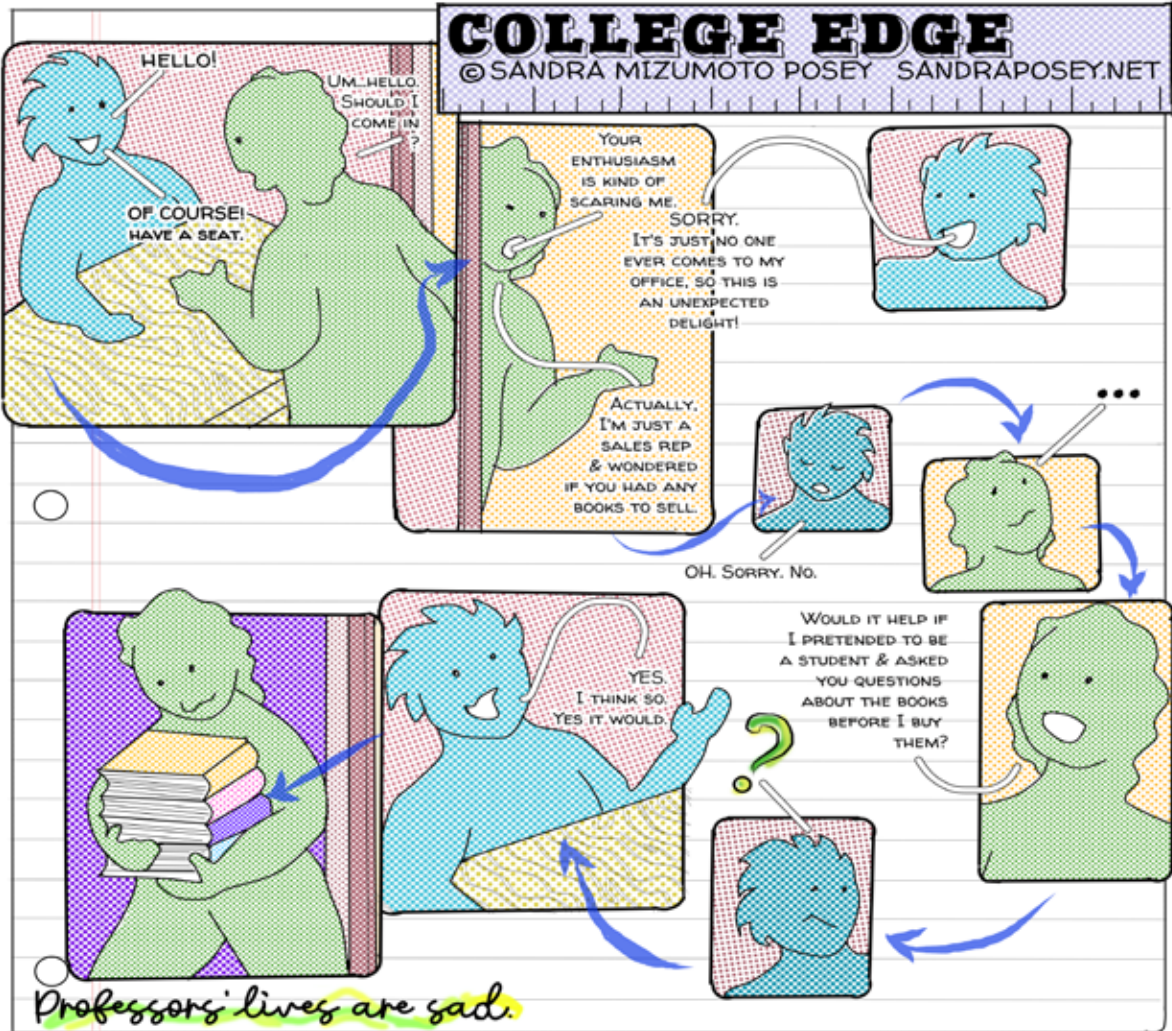 COLLEGE EDGE
© SANDRA MIZUMOTO POSEY SANDRAPOSEY.NET
HELLO!
UM...HELLO.
SHOULD I
COME IN
?
OF COURSE!
HAVE A SEAT.
YOUR
ENTHUSIASM
IS KIND OF
SCARING ME.
SORRY.
IT'S JUST NO ONE
EVER COMES TO MY
OFFICE, SO THIS IS
AN UNEXPECTED
DELIGHT!
ACTUALLY,
I'M JUST A
SALES REP
& WONDERED
IF YOU HAD ANY
BOOKS TO SELL.
OH. SORRY. NO.
...
WOULD IT HELP IF
I PRETENDED TO BE
A STUDENT & ASKED
YOU QUESTIONS
ABOUT THE BOOKS
BEFORE I BUY
THEM?
?
YES.
I THINK SO.
YES IT WOULD.
Professors' lives are sad.